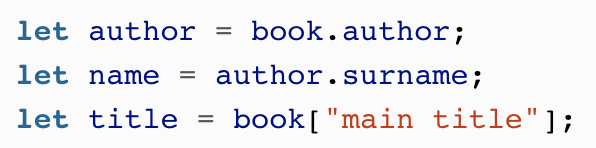 let author = book.author;
let name = author.surname;
let title = book["main title"];